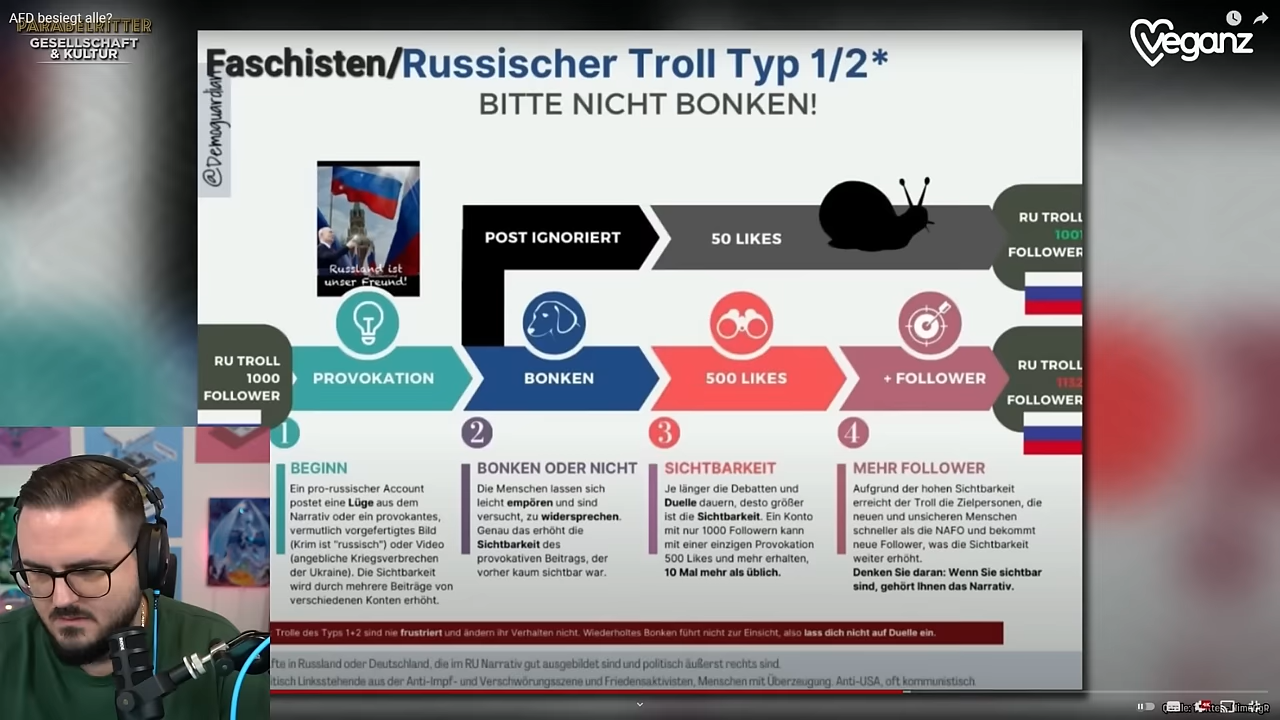 AFD besiegt alle?
PARABELRITTER
GESELLSCHAFT
& KULTUR
Veganz
Faschisten/Russischer Troll Typ 1/2*
BITTE NICHT BONKEN!
@Demoguardian
Russland ist
unser Freund!
POST IGNORIERT
50 LIKES
RU TROLL
1001
FOLLOWER
RU TROLL
1000
FOLLOWER
PROVOKATION
BONKEN
500 LIKES
+ FOLLOWER
RU TROLL
1132
FOLLOWER
1
BEGINN
Ein pro-russischer Account
postet eine Lüge aus dem
Narrativ oder ein provokantes,
vermutlich vorgefertigtes Bild
(Krim ist "russisch") oder Video
(angebliche Kriegsverbrechen
der Ukraine). Die Sichtbarkeit
wird durch mehrere Beiträge von
verschiedenen Konten erhöht.
2
BONKEN ODER NICHT
Die Menschen lassen sich
leicht empören und sind
versucht, zu widersprechen.
Genau das erhöht die
Sichtbarkeit des
provokativen Beitrags, der
vorher kaum sichtbar war.
3
SICHTBARKEIT
Je länger die Debatten und
Duelle dauern, desto größer
ist die Sichtbarkeit. Ein Konto
mit nur 1000 Followern kann
mit einer einzigen Provokation
500 Likes und mehr erhalten,
10 Mal mehr als üblich.
4
MEHR FOLLOWER
Aufgrund der hohen Sichtbarkeit
erreicht der Troll die Zielpersonen, die
neuen und unsicheren Menschen
schneller als die NAFO und bekommt
neue Follower, was die Sichtbarkeit
weiter erhöht.
Denken Sie daran: Wenn Sie sichtbar
sind, gehört Ihnen das Narrativ.
Trolle des Typs 1+2 sind nie frustriert und ändern ihr Verhalten nicht. Wiederholtes Bonken führt nicht zur Einsicht, also lass dich nicht auf Duelle ein.
in Russland oder Deutschland, die im RU Narrativ gut ausgebildet sind und politisch äußerst rechts sind.
Linksstehende aus der Anti-Impf- und Verschwörungsszene und Friedensaktivisten, Menschen mit Überzeugung. Anti-USA, oft kommunistisch